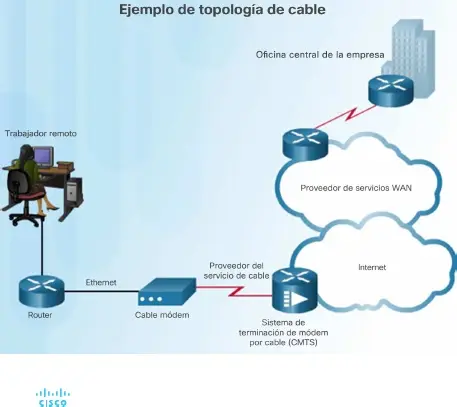 Ejemplo de topología de cable
Oficina central de la empresa
Trabajador remoto
Proveedor de servicios WAN
Proveedor del
servicio de cable
Internet
Ethernet
Router
Cable módem
Sistema de
terminación de módem
por cable (CMTS)
CISCO